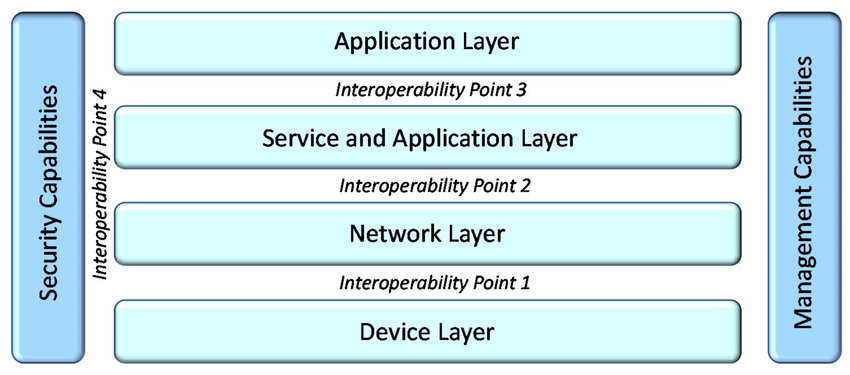 Security Capabilities
Interoperability Point 4
Application Layer
Interoperability Point 3
Service and Application Layer
Interoperability Point 2
Network Layer
Interoperability Point 1
Device Layer
Management Capabilities